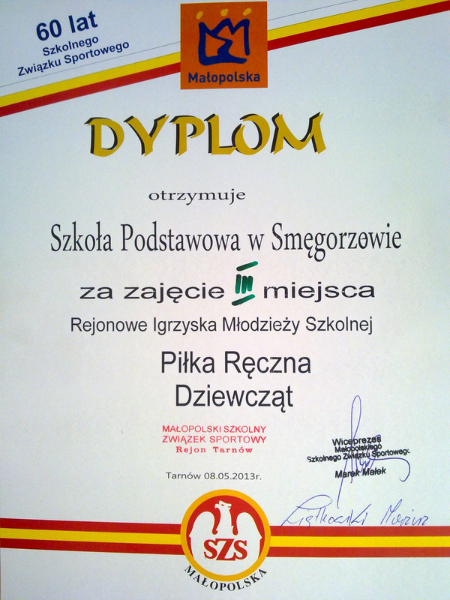 60 lat
Szkolnego
Związku Sportowego
Małopolska
DYPLOM
otrzymuje
Szkoła Podstawowa w Smęgorzowie
za zajęcie III miejsca
Rejonowe Igrzyska Młodzieży Szkolnej
Piłka Ręczna
Dziewcząt
MAŁOPOLSKI SZKOLNY
ZWIĄZEK SPORTOWY
Rejon Tarnów
Wiceprezes
Małopolskiego
Szkolnego Związku Sportowego
Marek Małek
Tarnów 08.05.2013r.
SZS
MAŁOPOLSKA